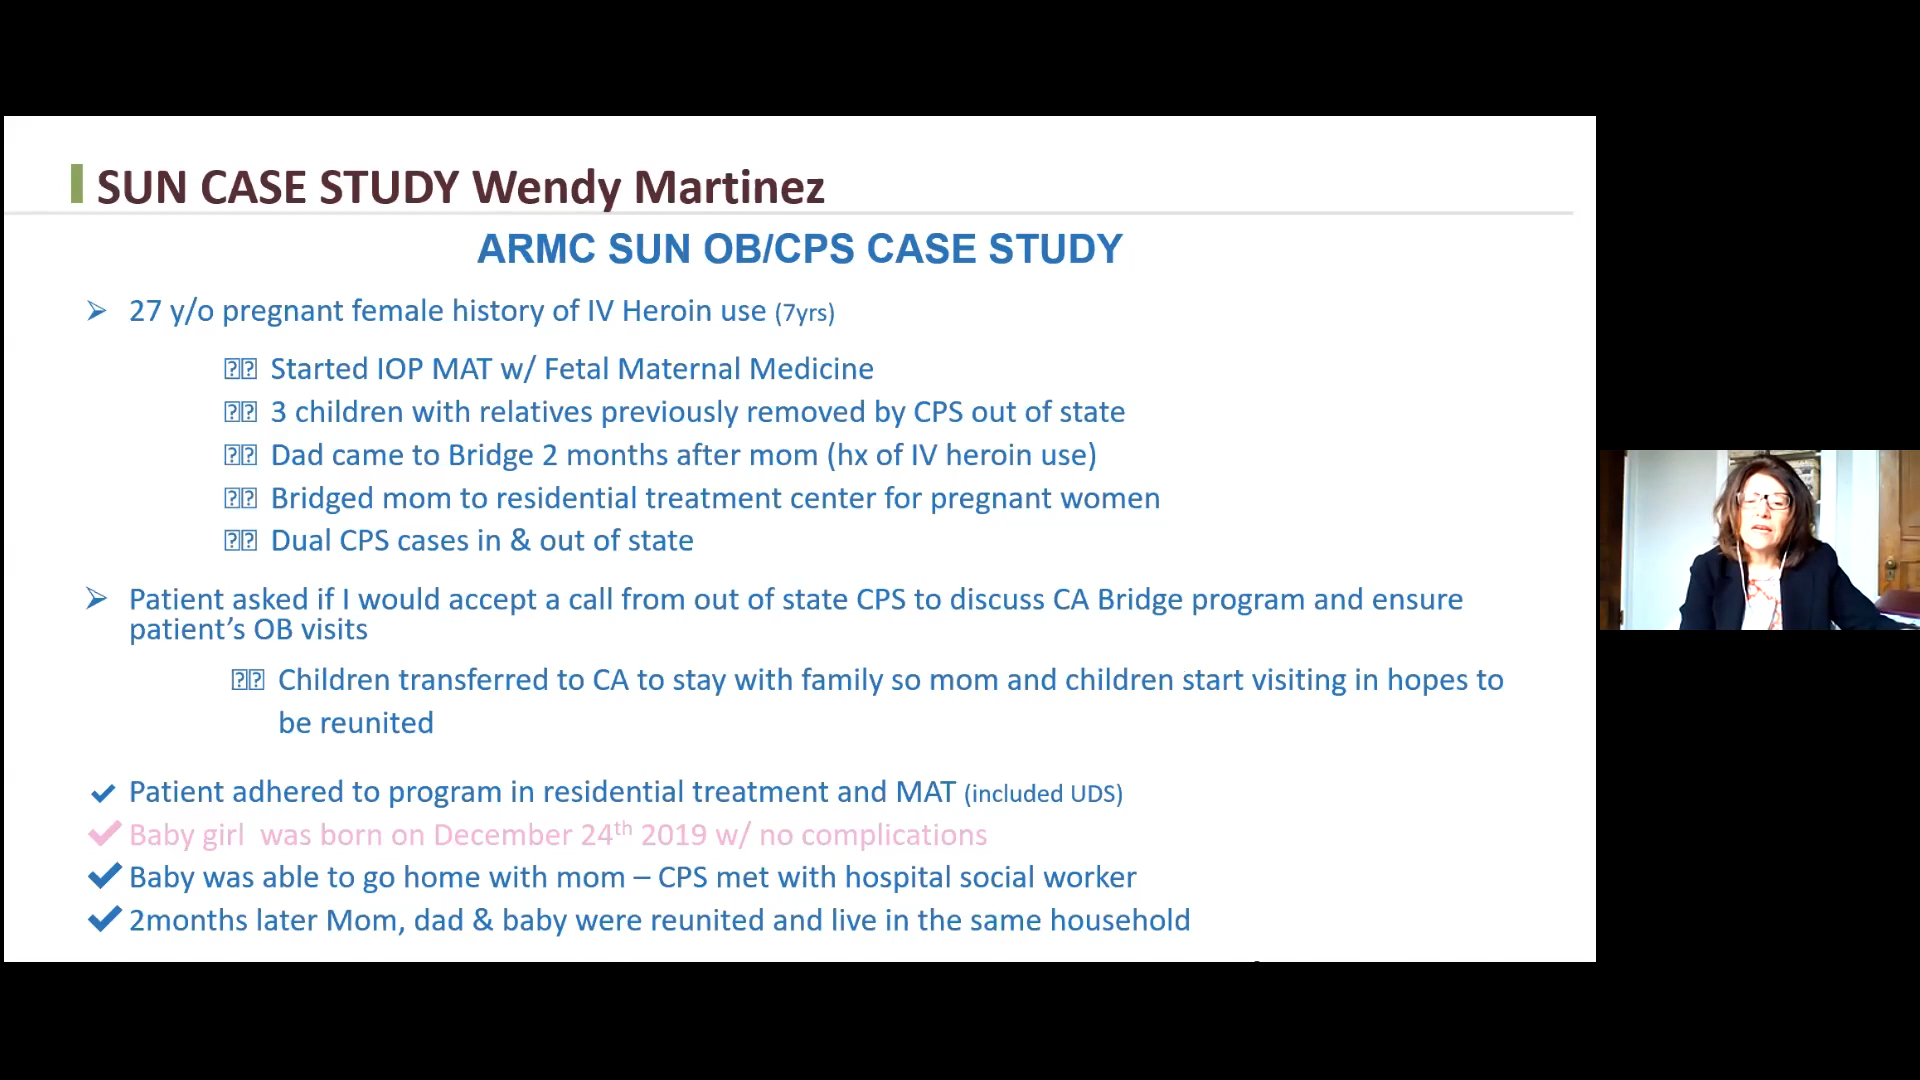 SUN CASE STUDY Wendy Martinez
ARMC SUN OB/CPS CASE STUDY
27 y/o pregnant female history of IV Heroin use (7yrs)
Started IOP MAT w/ Fetal Maternal Medicine
3 children with relatives previously removed by CPS out of state
Dad came to Bridge 2 months after mom (hx of IV heroin use)
Bridged mom to residential treatment center for pregnant women
Dual CPS cases in & out of state
Patient asked if I would accept a call from out of state CPS to discuss CA Bridge program and ensure
patient’s OB visits
Children transferred to CA to stay with family so mom and children start visiting in hopes to
be reunited
Patient adhered to program in residential treatment and MAT (included UDS)
Baby girl  was born on December 24th 2019 w/ no complications
Baby was able to go home with mom – CPS met with hospital social worker
2months later Mom, dad & baby were reunited and live in the same household